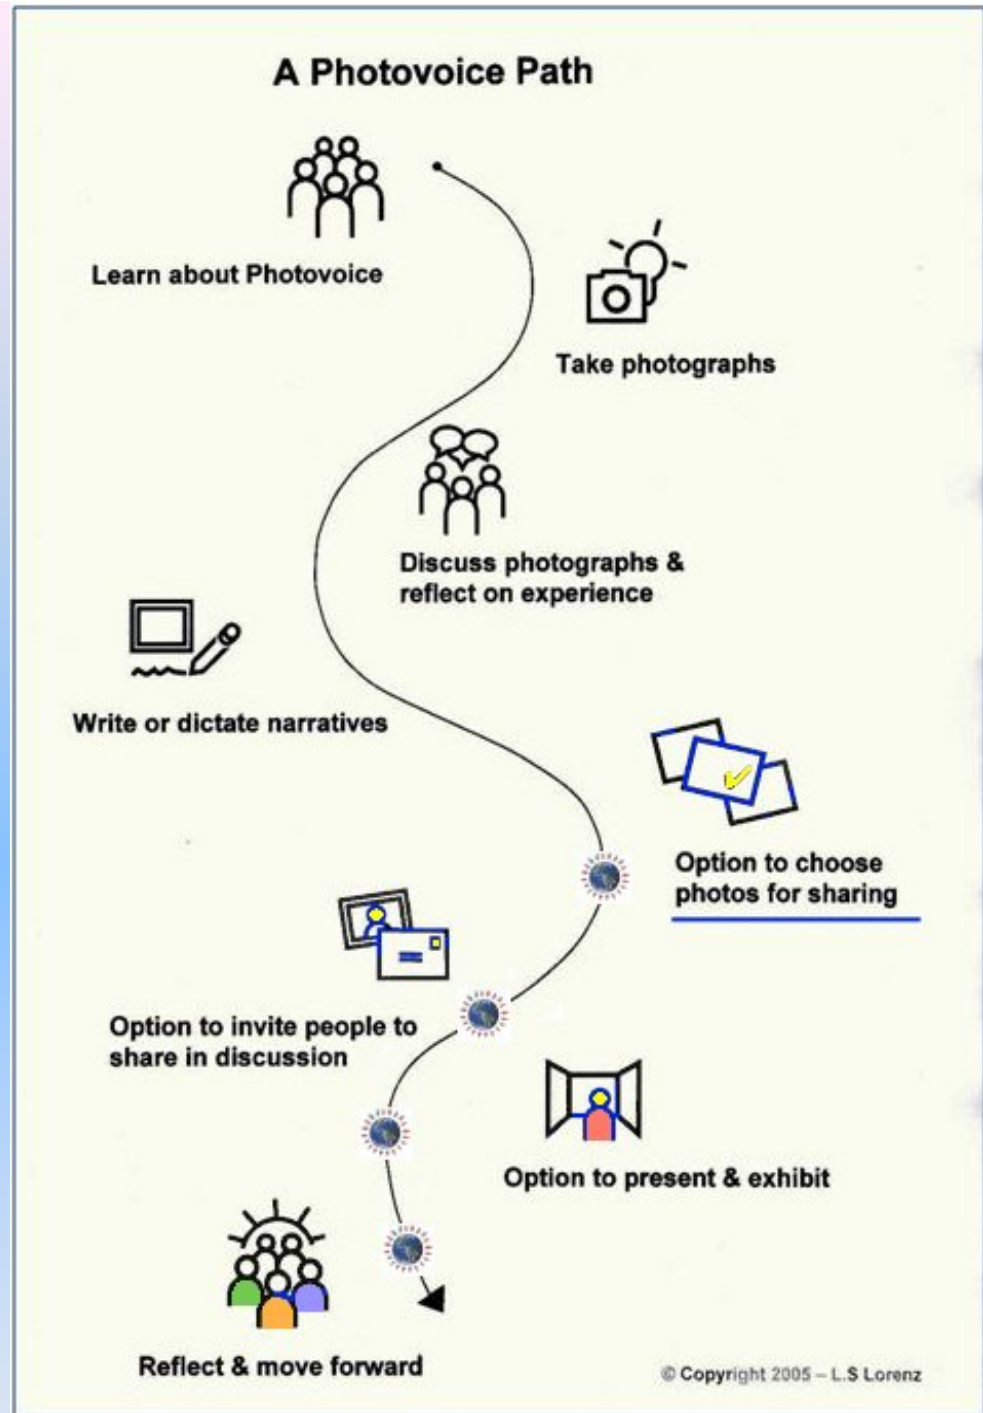 A Photovoice Path
Learn about Photovoice
Take photographs
Discuss photographs &
reflect on experience
Write or dictate narratives
Option to choose
photos for sharing
Option to invite people to
share in discussion
Option to present & exhibit
Reflect & move forward
© Copyright 2005 – L.S Lorenz